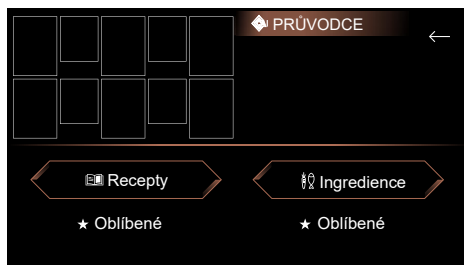 PRŮVODCE
Recepty
Ingredience
★ Oblíbené
★ Oblíbené